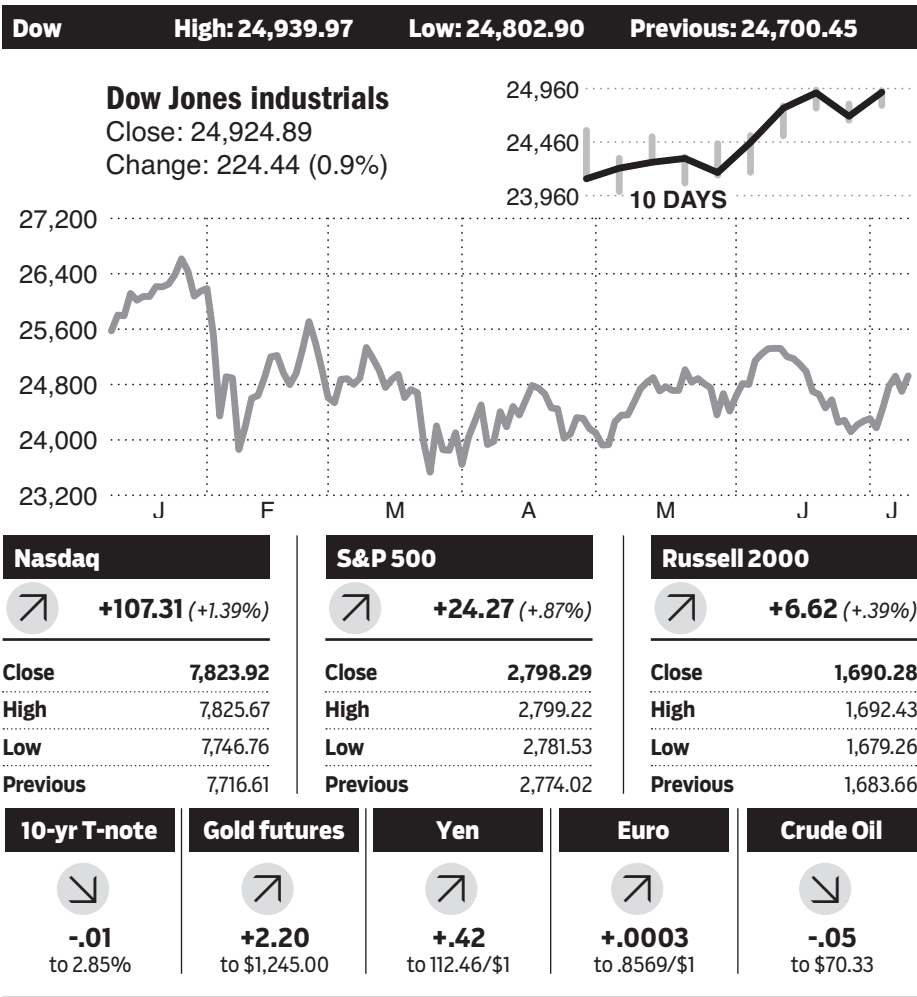 Dow High: 24,939.97 Low: 24,802.90 Previous: 24,700.45
Dow Jones industrials
Close: 24,924.89
Change: 224.44 (0.9%)
24,960
24,460
23,960
10 DAYS
27,200
26,400
25,600
24,800
24,000
23,200
J F M A M J J
Nasdaq
+107.31 (+1.39%)
Close 7,823.92
High 7,825.67
Low 7,746.76
Previous 7,716.61
S&P 500
+24.27 (+.87%)
Close 2,798.29
High 2,799.22
Low 2,781.53
Previous 2,774.02
Russell 2000
+6.62 (+.39%)
Close 1,690.28
High 1,692.43
Low 1,679.26
Previous 1,683.66
10-yr T-note
-.01
to 2.85%
Gold futures
+2.20
to $1,245.00
Yen
+.42
to 112.46/$1
Euro
+.0003
to .8569/$1
Crude Oil
-.05
to $70.33